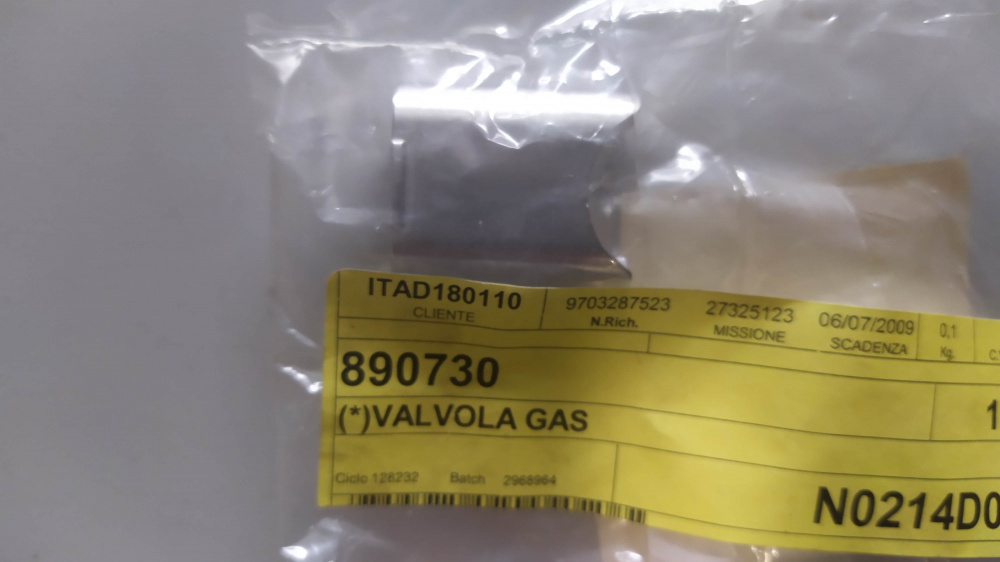 ITAD180110 9703287523 27325123 06/07/2009 0,1
CLIENTE N.Rich. MISSIONE SCADENZA Kg.
890730
1
(*)VALVOLA GAS
Ciclo 128232 Batch 2968964
N0214D0